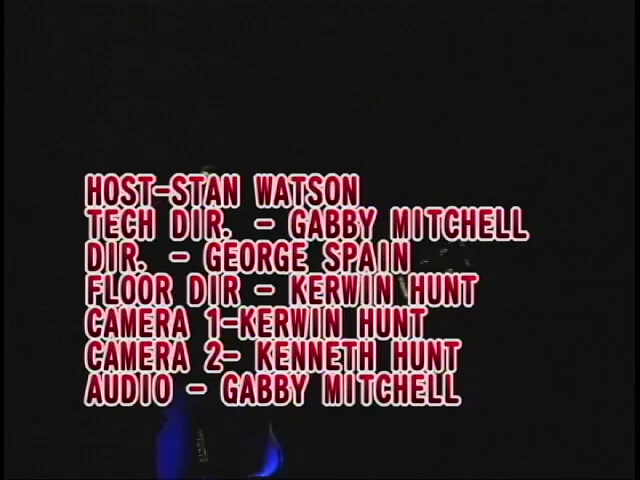 HOST-STAN WATSON
TECH DIR. - GABBY MITCHELL
DIR. - GEORGE SPAIN
FLOOR DIR - KERWIN HUNT
CAMERA 1-KERWIN HUNT
CAMERA 2- KENNETH HUNT
AUDIO - GABBY MITCHELL